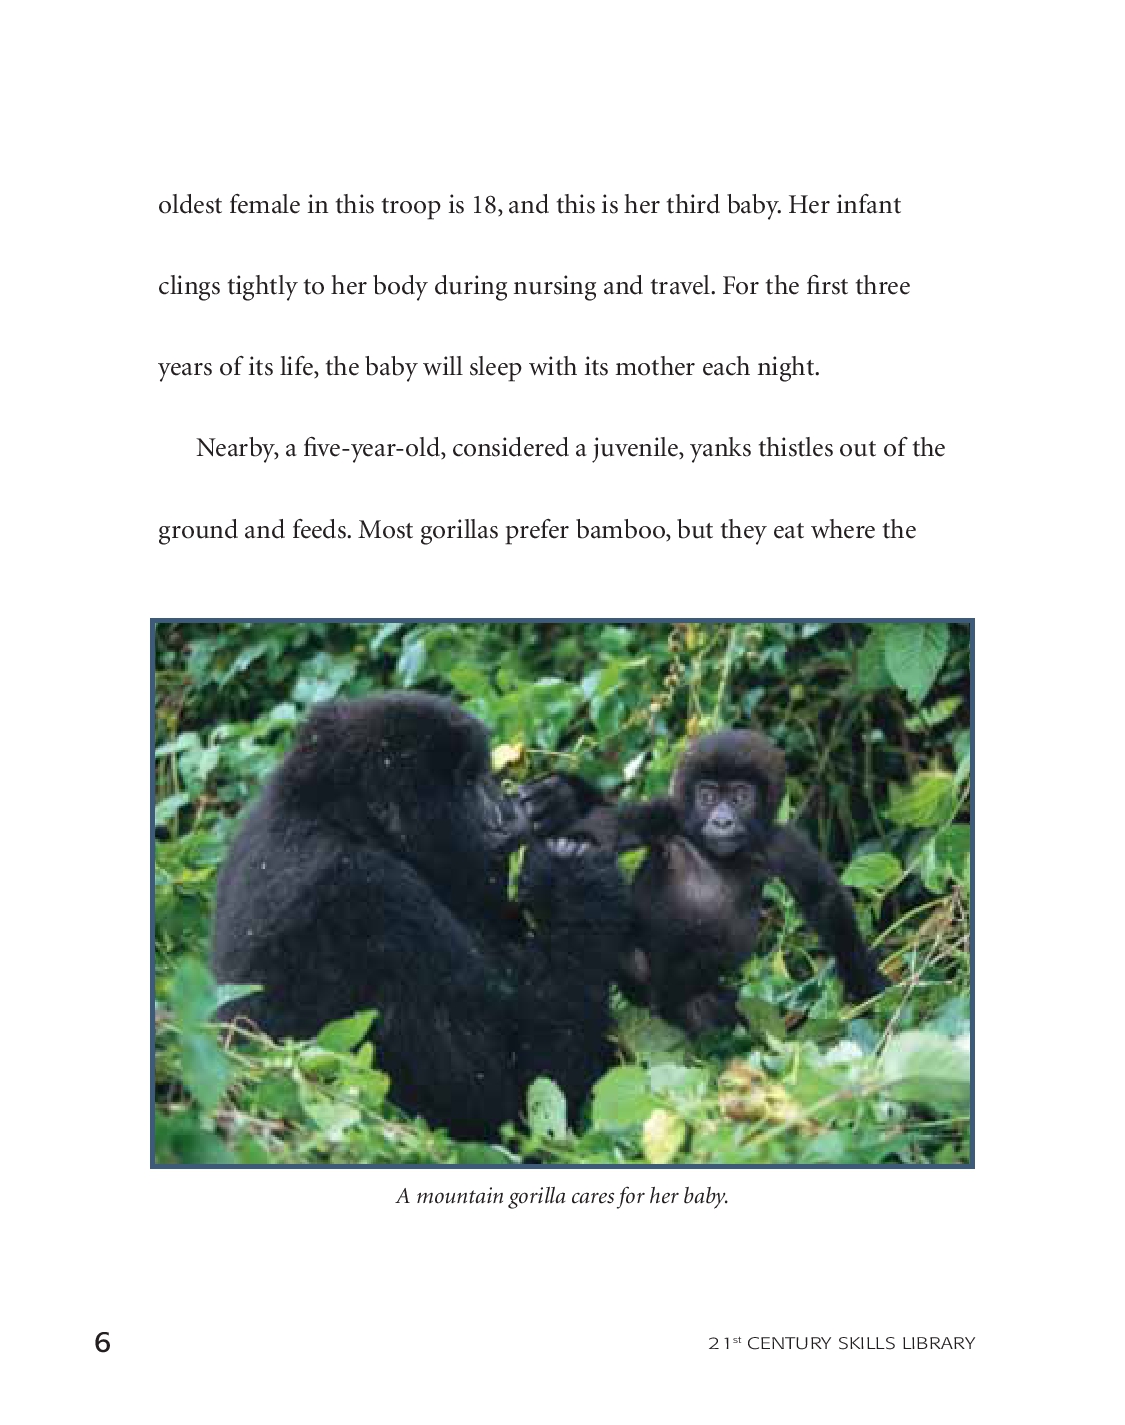 oldest female in this troop is 18, and this is her third baby. Her infant
clings tightly to her body during nursing and travel. For the first three
years of its life, the baby will sleep with its mother each night.
Nearby, a five-year-old, considered a juvenile, yanks thistles out of the
ground and feeds. Most gorillas prefer bamboo, but they eat where the
A mountain gorilla cares for her baby.
6
21st CENTURY SKILLS LIBRARY